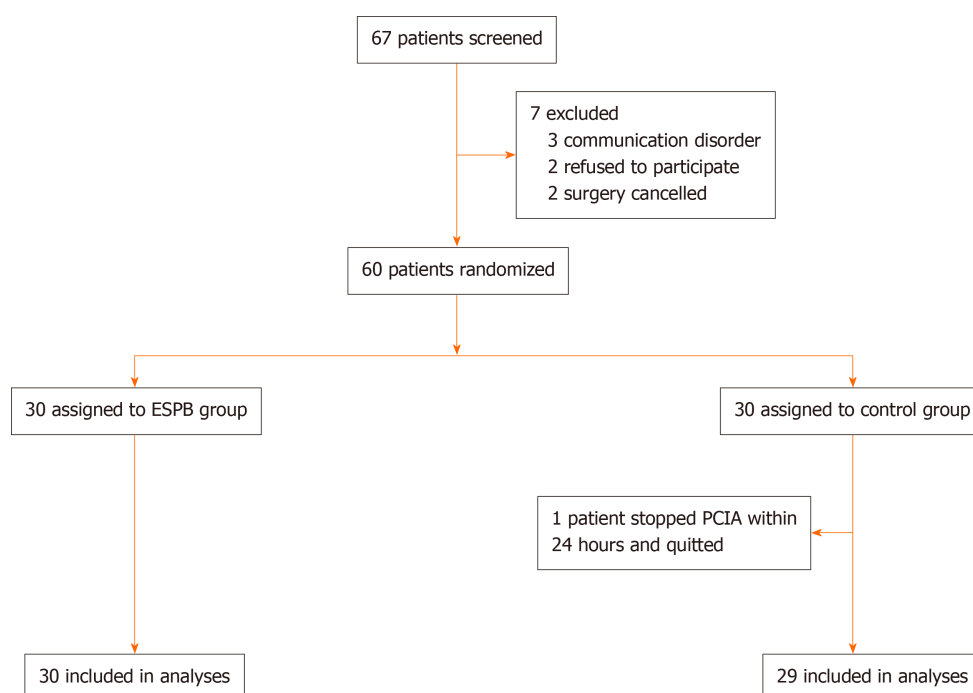 67 patients screened
7 excluded
3 communication disorder
2 refused to participate
2 surgery cancelled
60 patients randomized
30 assigned to ESPB group
30 assigned to control group
1 patient stopped PCIA within
24 hours and quitted
30 included in analyses
29 included in analyses